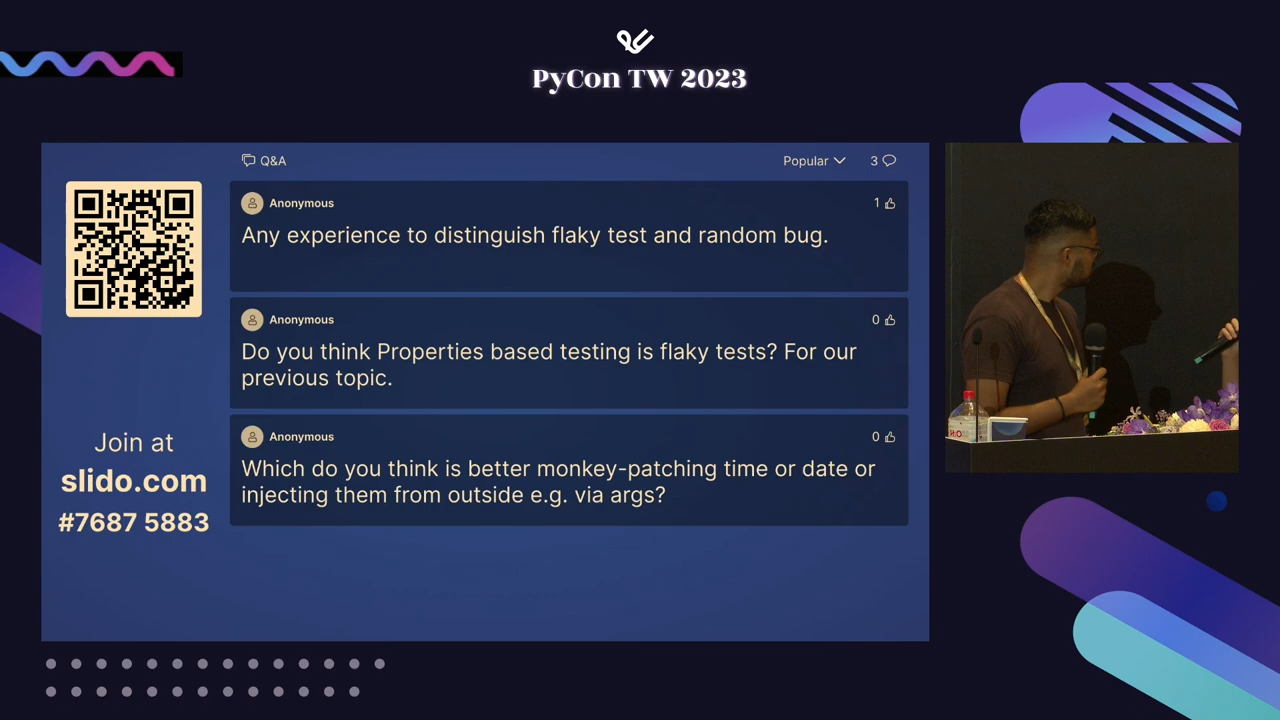 PyCon TW 2023
Q&A
Popular
3
Anonymous
1
Any experience to distinguish flaky test and random bug.
Anonymous
0
Do you think Properties based testing is flaky tests? For our
previous topic.
Anonymous
0
Which do you think is better monkey-patching time or date or
injecting them from outside e.g. via args?
Join at
slido.com
#7687 5883